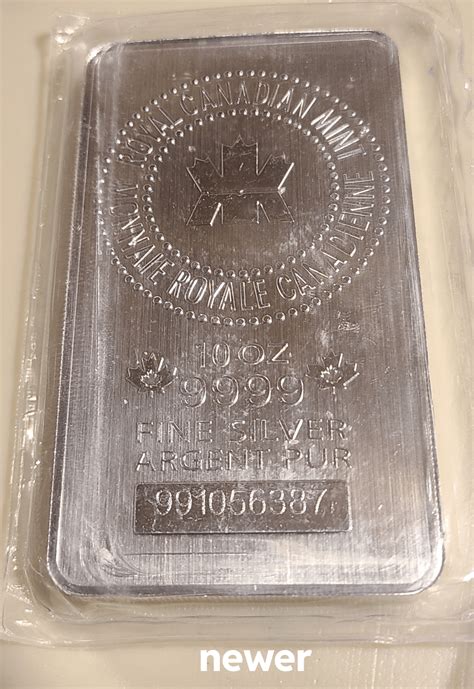 ROYAL CANADIAN MINT
MONNAIE ROYALE CANADIENNE
10 OZ
9999
FINE SILVER
ARGENT PUR
991056387
newer